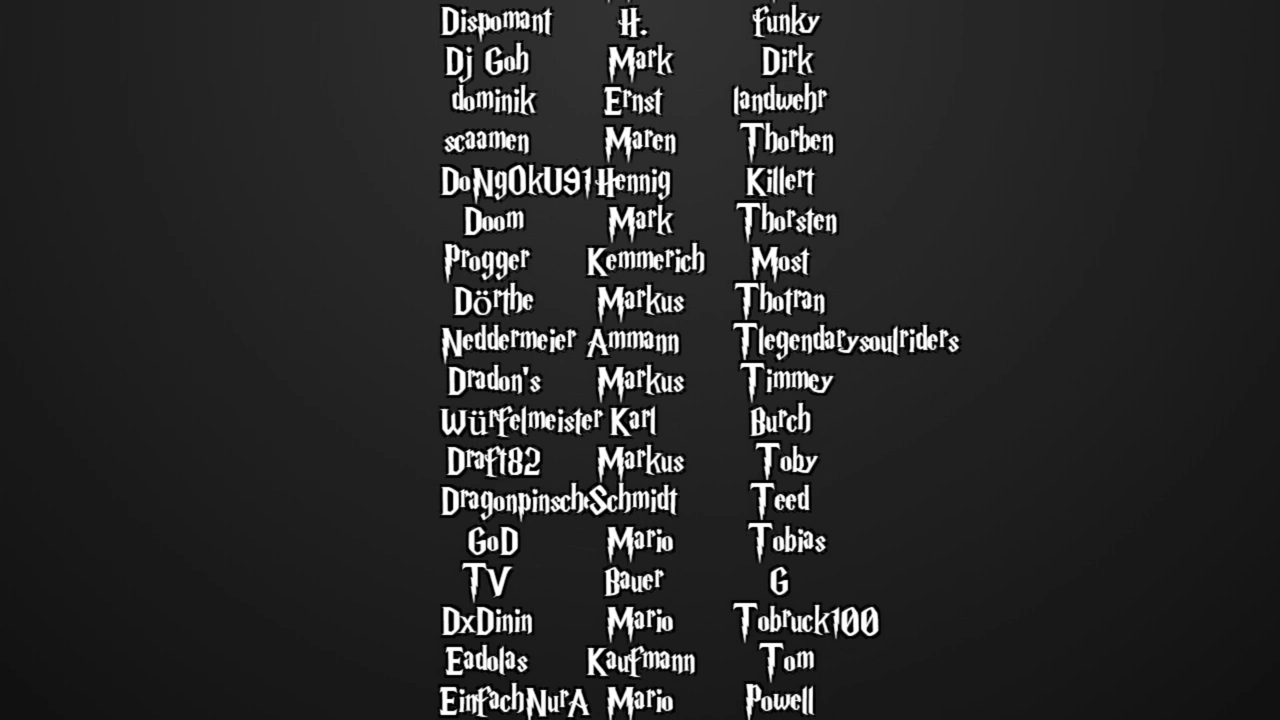 Dispomant H. funky
Dj Goh Mark Dirk
dominik Ernst landwehr
scaamen Maren Thorben
DoNgOkU91 Hennig Killert
Doom Mark Thorsten
Progger Kemmerich Most
Dörthe Markus Thotran
Neddermeier Ammann Tlegendarysoulriders
Dradon's Markus Timmey
Würfelmeister Karl Burch
Draft82 Markus Toby
Schmidt Teed
GoD Mario Tobias
TV Bauer G
DxDinin Mario Tobruck100
Eadolas Kaufmann Tom
EinfachNurA Mario Powell